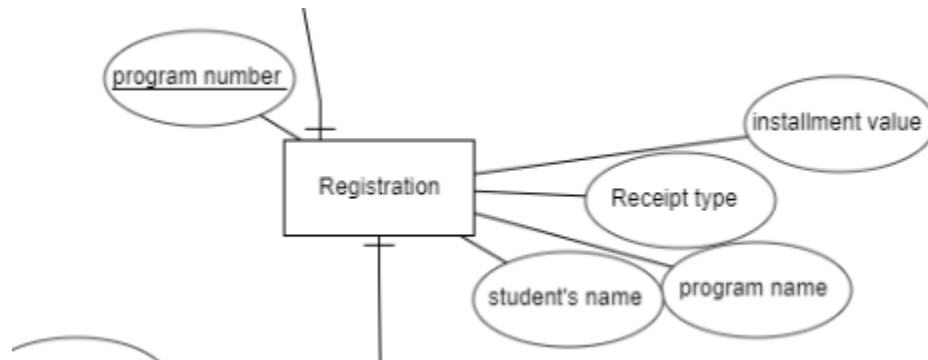 program number
installment value
Registration
Receipt type
student's name
program name